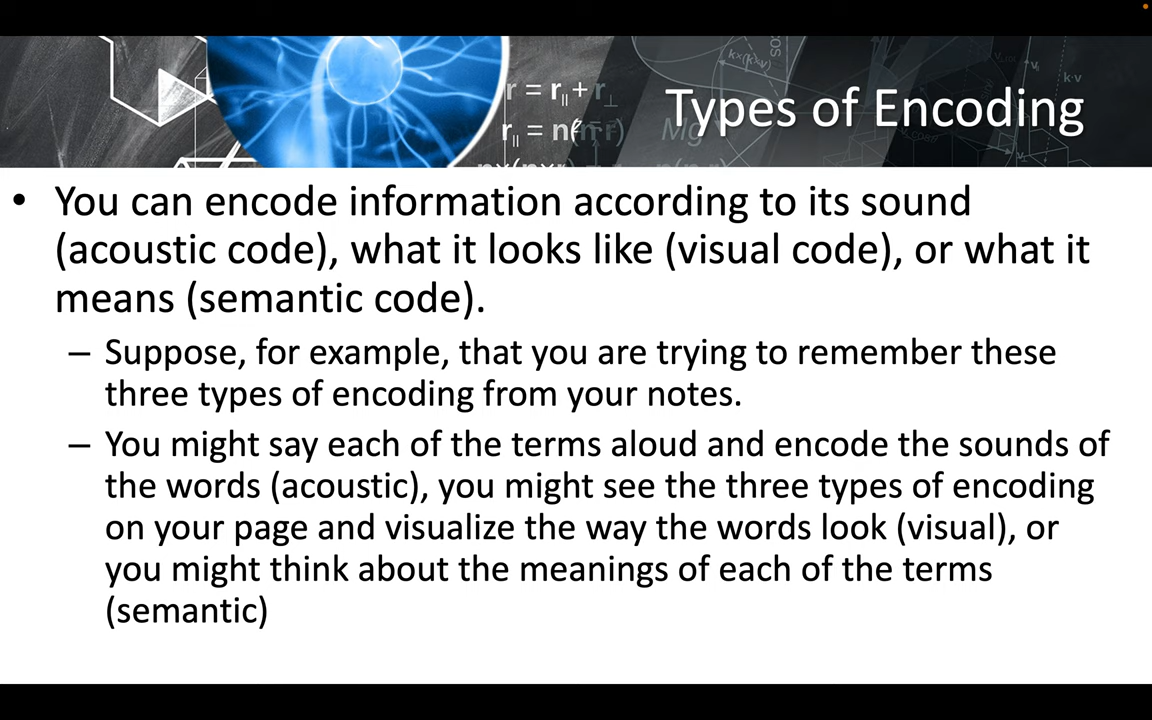 r = r|| + r⊥
r|| = n(
Types of Encoding
• You can encode information according to its sound
(acoustic code), what it looks like (visual code), or what it
means (semantic code).
– Suppose, for example, that you are trying to remember these
three types of encoding from your notes.
– You might say each of the terms aloud and encode the sounds of
the words (acoustic), you might see the three types of encoding
on your page and visualize the way the words look (visual), or
you might think about the meanings of each of the terms
(semantic)